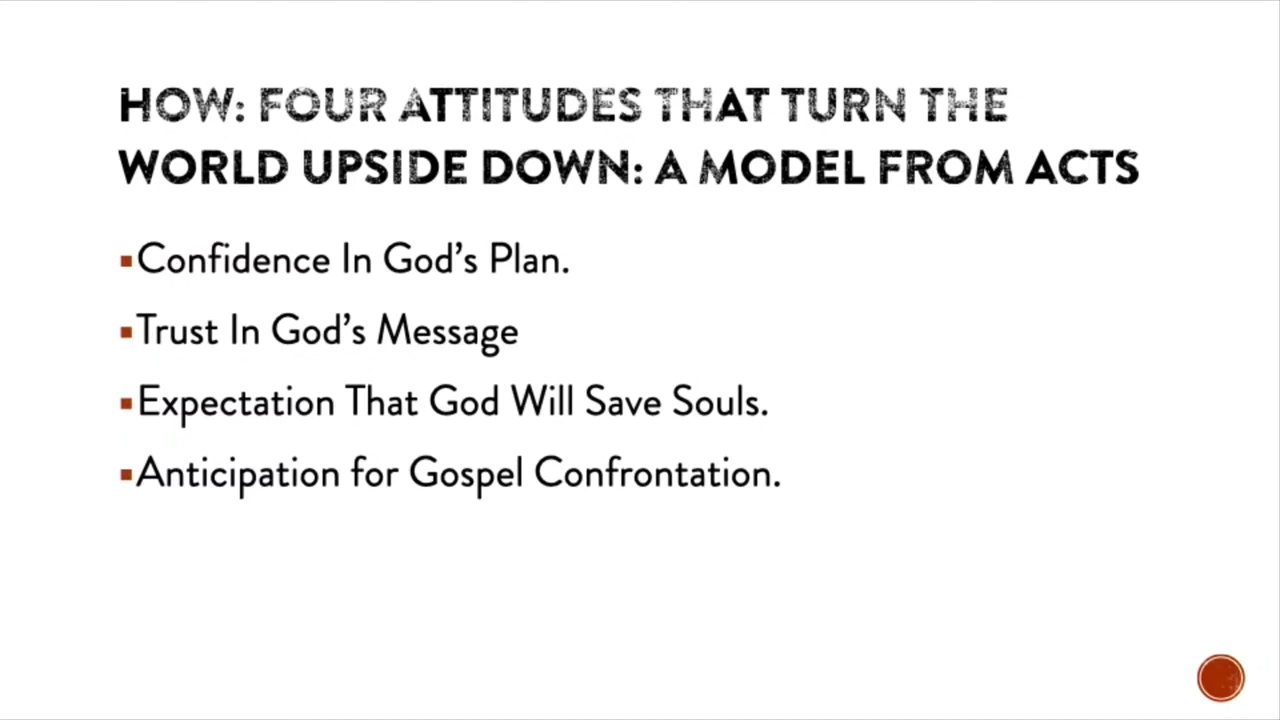 HOW: FOUR ATTITUDES THAT TURN THE
WORLD UPSIDE DOWN: A MODEL FROM ACTS
▪Confidence In God’s Plan.
▪Trust In God’s Message
▪Expectation That God Will Save Souls.
▪Anticipation for Gospel Confrontation.